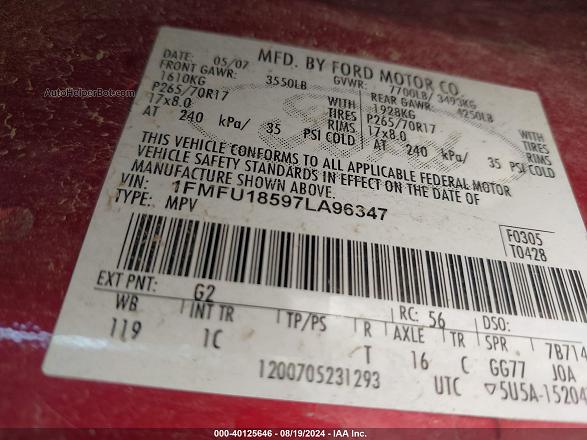 MFD. BY FORD MOTOR CO.
DATE: 05/07 GVWR: 7700LB/ 3493KG
FRONT GAWR: 3550LB REAR GAWR: 4250LB
1610KG WITH 1928KG WITH
P265/70R17 TIRES P265/70R17 TIRES
17x8.0 RIMS 17x8.0 RIMS
AT 240 kPa/ 35 PSI COLD AT 240 kPa/ 35 PSI COLD
THIS VEHICLE CONFORMS TO ALL APPLICABLE FEDERAL MOTOR
VEHICLE SAFETY STANDARDS IN EFFECT ON THE DATE OF
MANUFACTURE SHOWN ABOVE.
VIN: 1FMFU18597LA96347
TYPE: MPV
F0305
T0428
EXT PNT: G2 RC: 56 DSO:
WB INT TR TP/PS R AXLE TR SPR 7B714
119 1C T 16 C GG77 JOA
1200705231293 UTC ▽5U5A-15204
AutoHelperBot.com
000-40125646 - 08/19/2024 - IAA Inc.